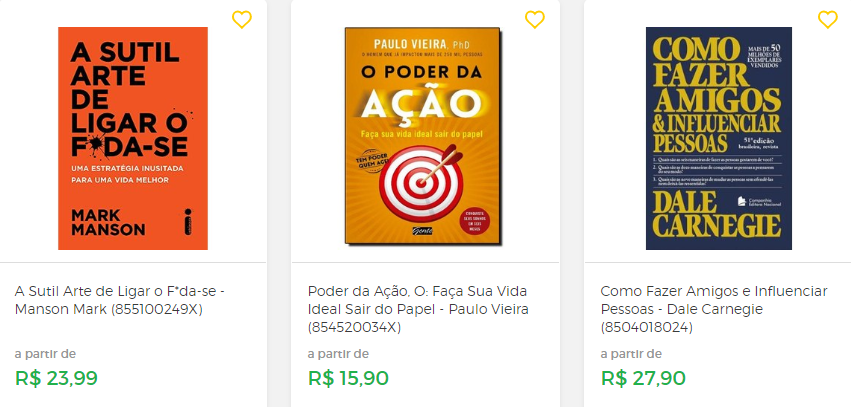 A SUTIL
ARTE
DE
LIGAR O
F*DA-SE
UMA ESTRATÉGIA INUSITADA
PARA UMA VIDA MELHOR
MARK
MANSON
PAULO VIEIRA, PhD
O PODER DA
AÇÃO
Faça sua vida ideal sair do papel
TEM PODER
QUEM AGE!
Gente
COMO
FAZER
AMIGOS
& INFLUENCIAR
PESSOAS
MAIS DE 50
MILHÕES DE
EXEMPLARES
VENDIDOS
51ª edição
brasileira, revista
Companhia
Editora Nacional
DALE
CARNEGIE
A Sutil Arte de Ligar o F*da-se -
Manson Mark (855100249X)
a partir de
R$ 23,99
Poder da Ação, O: Faça Sua Vida
Ideal Sair do Papel - Paulo Vieira
(854520034X)
a partir de
R$ 15,90
Como Fazer Amigos e Influenciar
Pessoas - Dale Carnegie
(8504018024)
a partir de
R$ 27,90